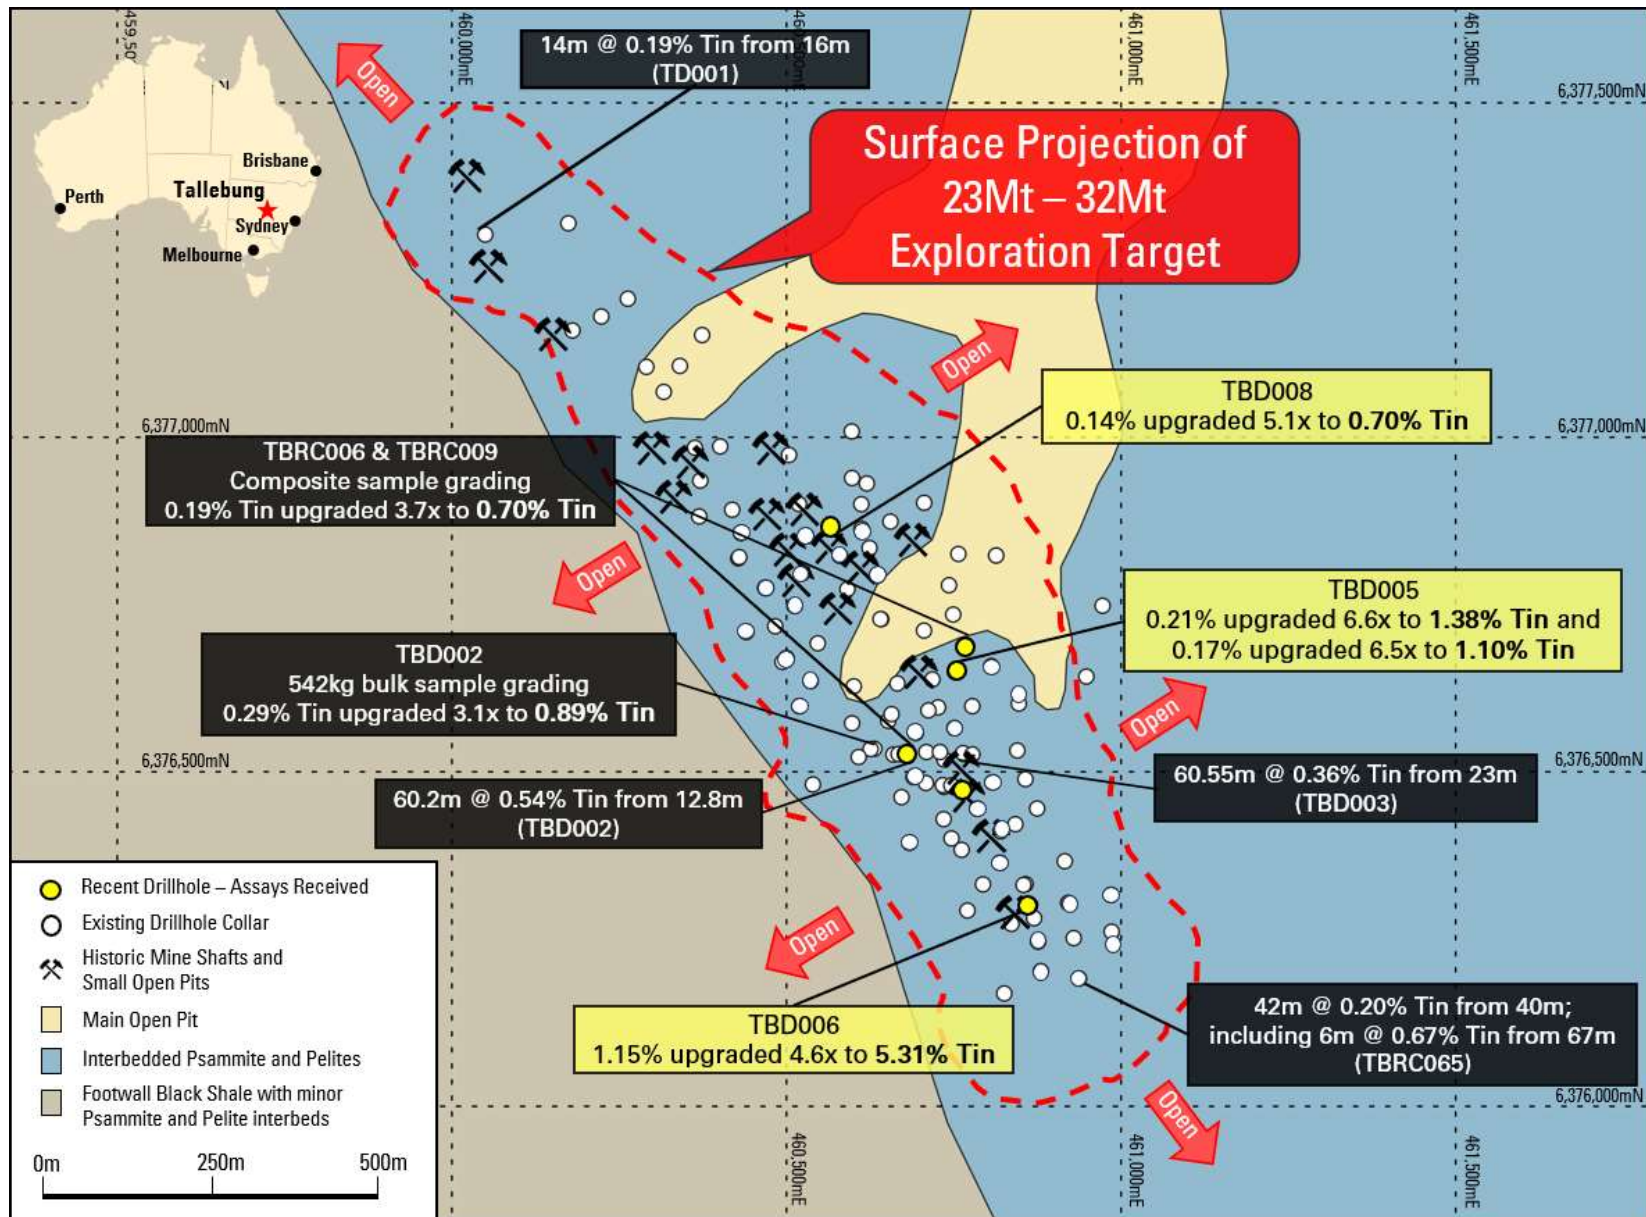 459,50
460,000mE
461,000mE
461,500mE
14m @ 0.19% Tin from 16m
(TD001)
Open
6,377,500mN
Surface Projection of
23Mt – 32Mt
Exploration Target
Brisbane
Tallebung
Perth
Sydney
Melbourne
Open
TBD008
0.14% upgraded 5.1x to 0.70% Tin
6,377,000mN
6,377,000mN
TBRC006 & TBRC009
Composite sample grading
0.19% Tin upgraded 3.7x to 0.70% Tin
Open
TBD005
0.21% upgraded 6.6x to 1.38% Tin and
0.17% upgraded 6.5x to 1.10% Tin
TBD002
542kg bulk sample grading
0.29% Tin upgraded 3.1x to 0.89% Tin
Open
6,376,500mN
6,376,500mN
60.2m @ 0.54% Tin from 12.8m
(TBD002)
60.55m @ 0.36% Tin from 23m
(TBD003)
Recent Drillhole – Assays Received
Existing Drillhole Collar
Historic Mine Shafts and
Small Open Pits
Main Open Pit
Interbedded Psammite and Pelites
Footwall Black Shale with minor
Psammite and Pelite interbeds
0m
250m
500m
Open
TBD006
1.15% upgraded 4.6x to 5.31% Tin
42m @ 0.20% Tin from 40m;
including 6m @ 0.67% Tin from 67m
(TBRC065)
6,376,000mN
Open
460,500mE
461,000mE
461,500mE